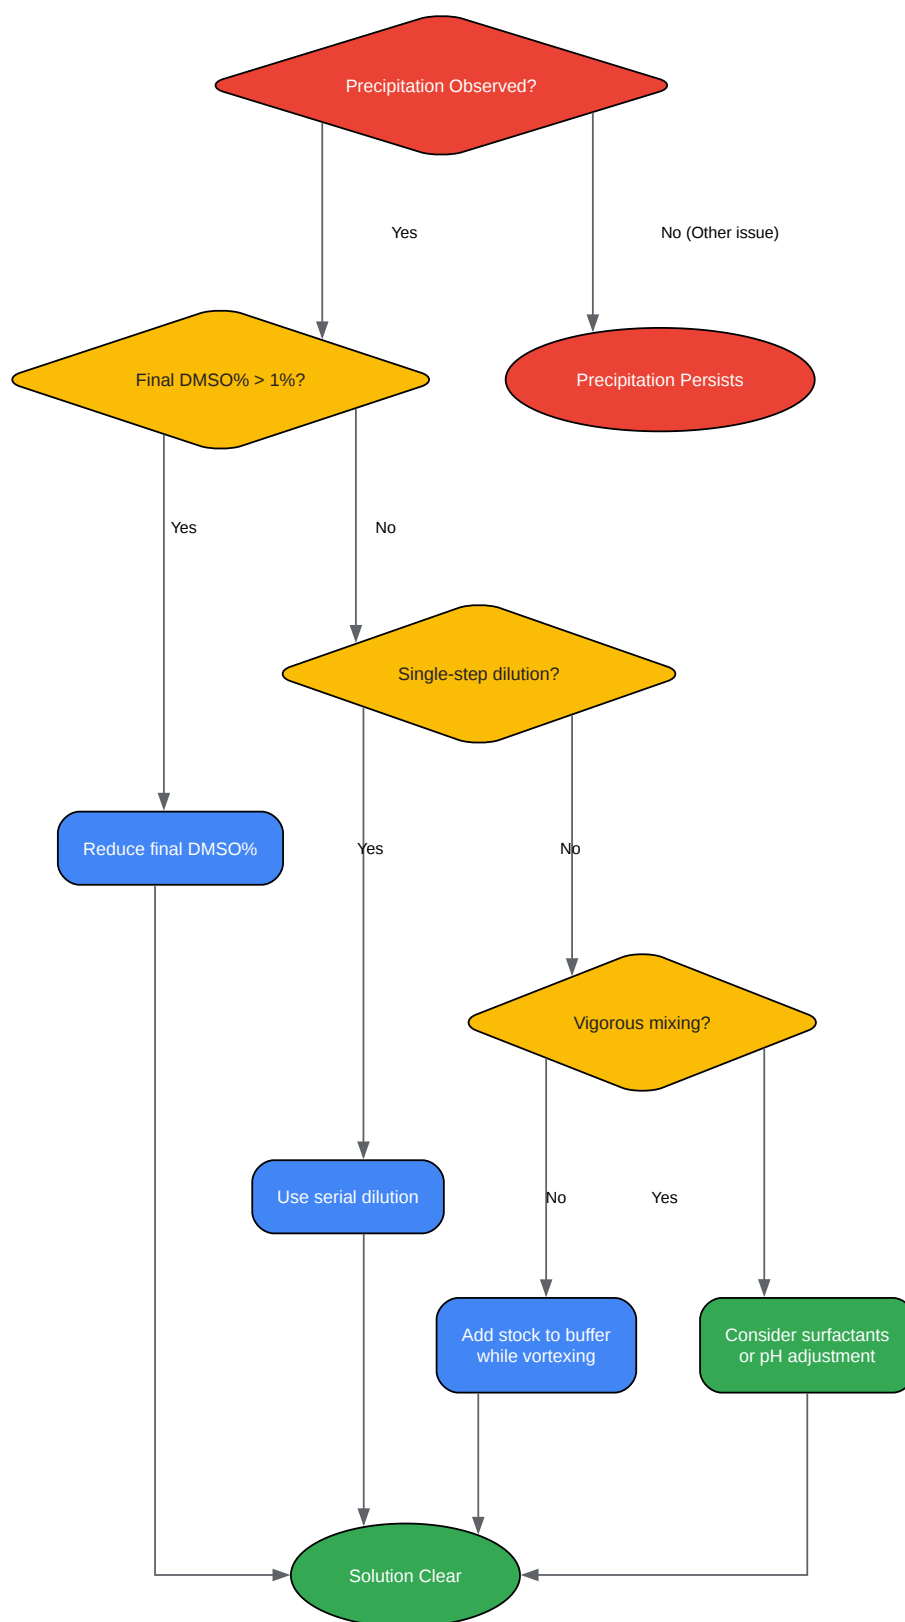 Precipitation Observed?
Yes
No (Other issue)
Final DMSO% > 1%?
Precipitation Persists
Yes
No
Single-step dilution?
Reduce final DMSO%
Yes
No
Vigorous mixing?
Use serial dilution
No
Yes
Add stock to buffer
while vortexing
Consider surfactants
or pH adjustment
Solution Clear